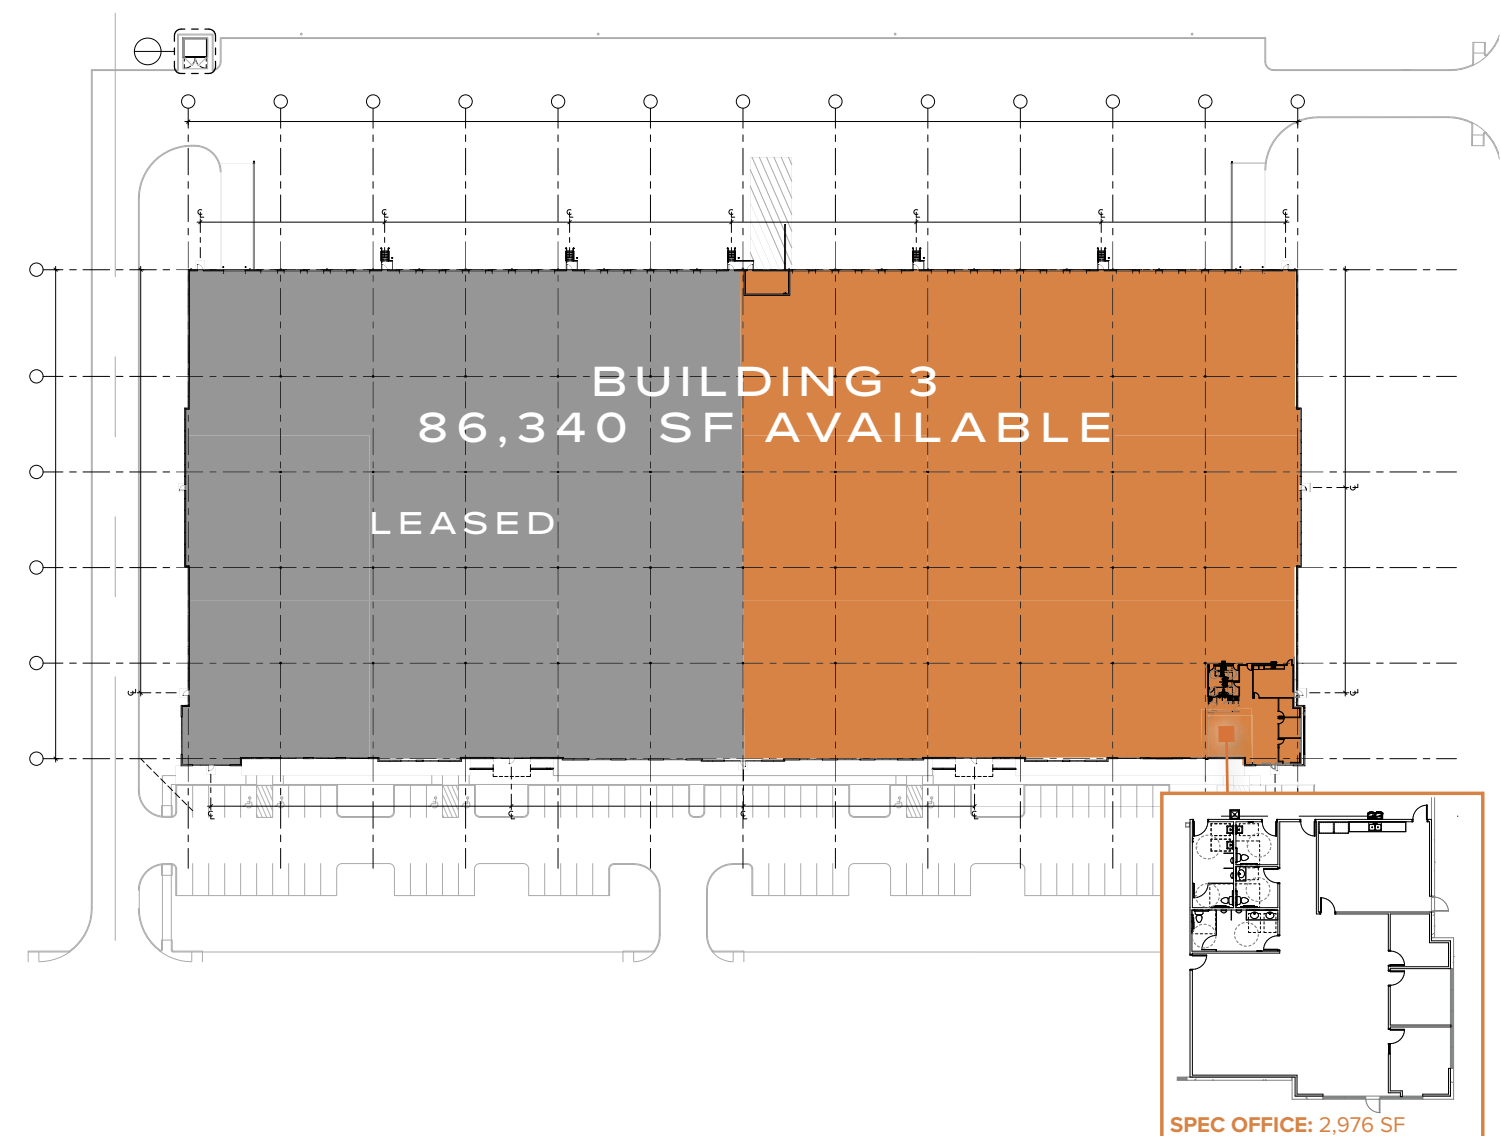 BUILDING 3
86,340 SF AVAILABLE
LEASED
SPEC OFFICE: 2,976 SF